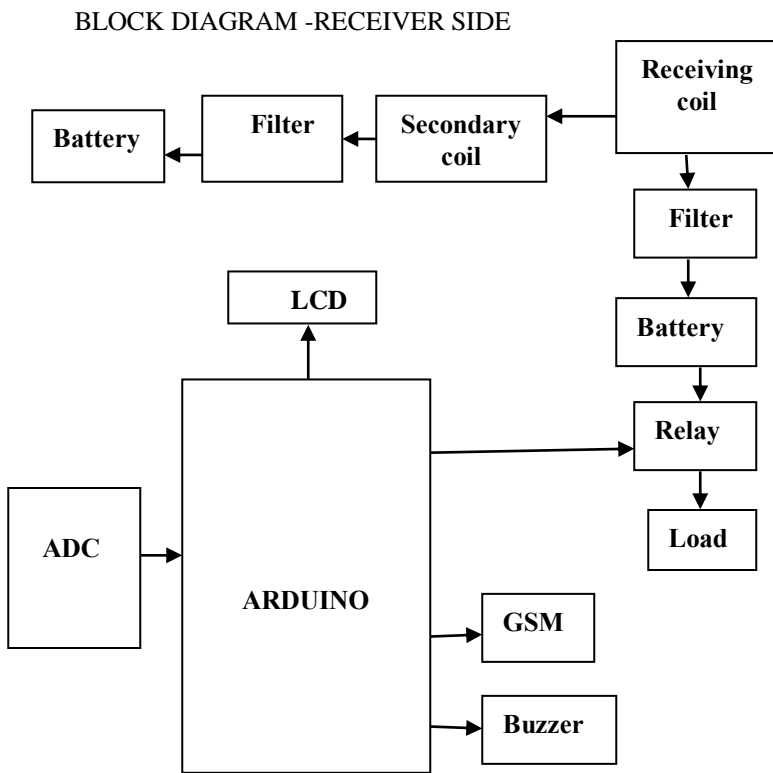 BLOCK DIAGRAM -RECEIVER SIDE
Receiving
coil
Secondary
coil
Filter
Battery
Filter
LCD
Battery
Relay
ADC
Load
ARDUINO
GSM
Buzzer